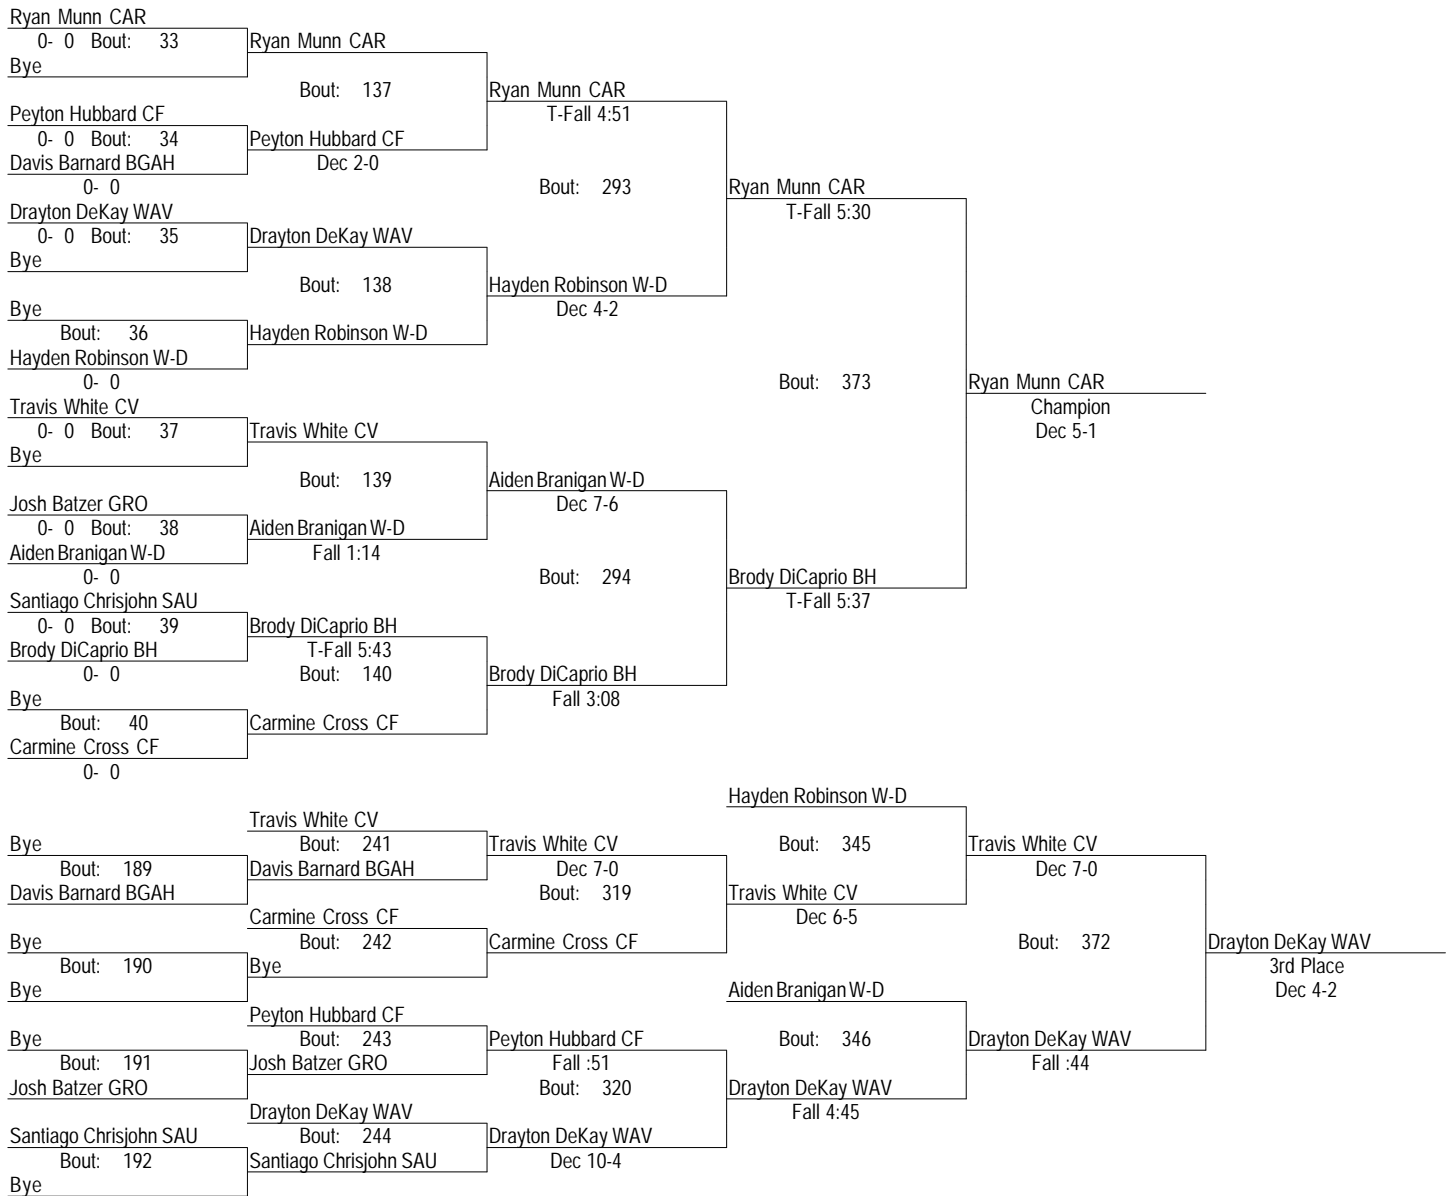 Ryan Munn CAR
0- 0 Bout: 33 Ryan Munn CAR
Bye
Bout: 137 Ryan Munn CAR
Peyton Hubbard CF T-Fall 4:51
0- 0 Bout: 34 Peyton Hubbard CF
Davis Barnard BGAH Dec 2-0
0- 0 Bout: 293 Ryan Munn CAR
Drayton DeKay WAV T-Fall 5:30
0- 0 Bout: 35 Drayton DeKay WAV
Bye
Bout: 138 Hayden Robinson W-D
Bye Dec 4-2
Bout: 36 Hayden Robinson W-D
Hayden Robinson W-D
0- 0 Bout: 373 Ryan Munn CAR
Travis White CV Champion
0- 0 Bout: 37 Travis White CV Dec 5-1
Bye
Bout: 139 Aiden Branigan W-D
Josh Batzer GRO Dec 7-6
0- 0 Bout: 38 Aiden Branigan W-D
Aiden Branigan W-D Fall 1:14
0- 0 Bout: 294 Brody DiCaprio BH
Santiago Chrisjohn SAU T-Fall 5:37
0- 0 Bout: 39 Brody DiCaprio BH
Brody DiCaprio BH T-Fall 5:43
0- 0 Bout: 140 Brody DiCaprio BH
Bye Fall 3:08
Bout: 40 Carmine Cross CF
Carmine Cross CF
0- 0
Hayden Robinson W-D
Travis White CV
Bye Bout: 241 Travis White CV Bout: 345 Travis White CV
Bout: 189 Davis Barnard BGAH Dec 7-0 Dec 7-0
Davis Barnard BGAH Bout: 319 Travis White CV
Carmine Cross CF Dec 6-5
Bye Bout: 242 Carmine Cross CF Bout: 372 Drayton DeKay WAV
Bout: 190 Bye 3rd Place
Bye Aiden Branigan W-D Dec 4-2
Peyton Hubbard CF
Bye Bout: 243 Peyton Hubbard CF Bout: 346 Drayton DeKay WAV
Bout: 191 Josh Batzer GRO Fall :51 Fall :44
Josh Batzer GRO Bout: 320 Drayton DeKay WAV
Drayton DeKay WAV Fall 4:45
Santiago Chrisjohn SAU Bout: 244 Drayton DeKay WAV
Bout: 192 Santiago Chrisjohn SAU Dec 10-4
Bye